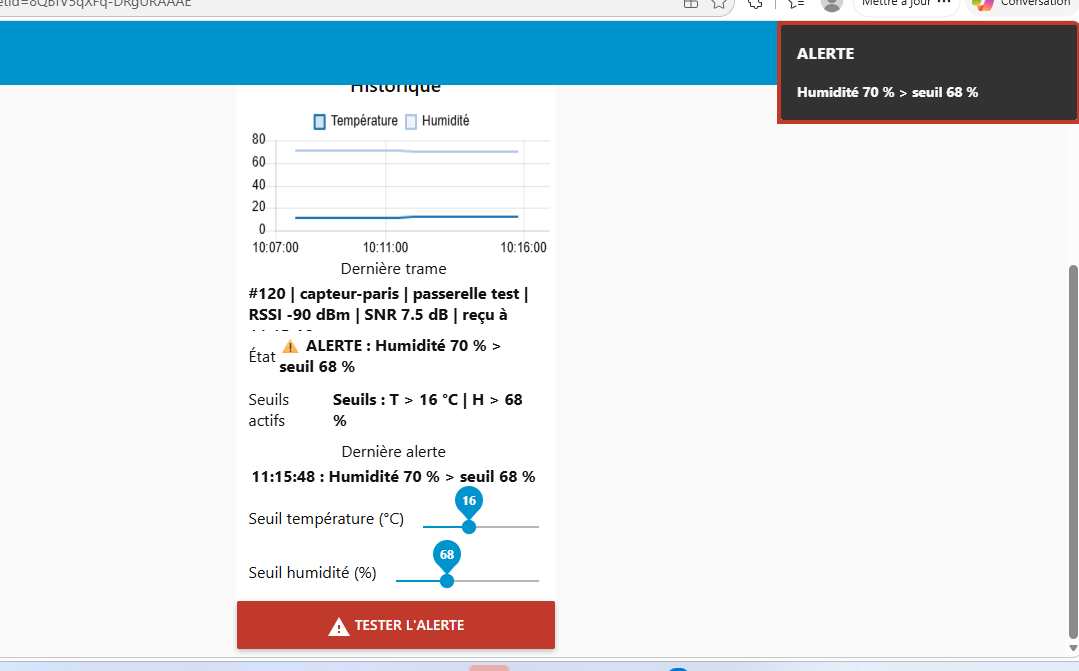 Mettre à jour ...
Conversation
ALERTE
Humidité 70 % > seuil 68 %
Historique
Température Humidité
80
60
40
20
0
10:07:00 10:11:00 10:16:00
Dernière trame
#120 | capteur-paris | passerelle test |
RSSI -90 dBm | SNR 7.5 dB | reçu à
État ⚠ ALERTE : Humidité 70 % >
seuil 68 %
Seuils
actifs
Seuils : T > 16 °C | H > 68
%
Dernière alerte
11:15:48 : Humidité 70 % > seuil 68 %
16
Seuil température (°C)
68
Seuil humidité (%)
TESTER L'ALERTE